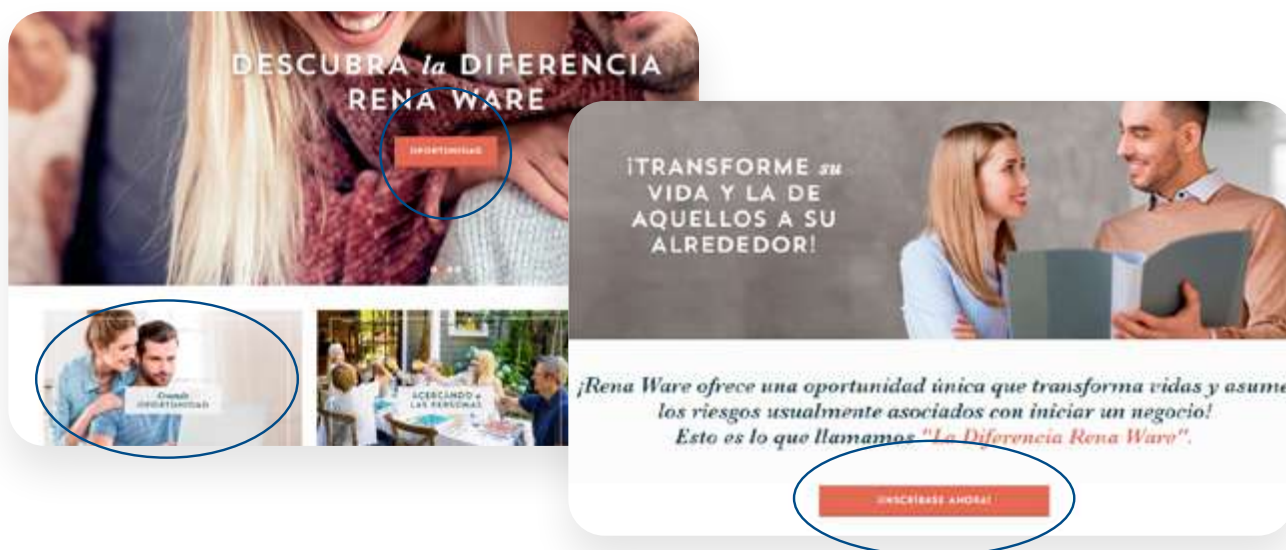 DESCUBRA la DIFERENCIA
RENA WARE
OPORTUNIDAD
Creando
OPORTUNIDAD
ACERCANDO a
LAS PERSONAS
¡TRANSFORME su
VIDA Y LA DE
AQUELLOS A SU
ALREDEDOR!
¡Rena Ware ofrece una oportunidad única que transforma vidas y asume
los riesgos usualmente asociados con iniciar un negocio!
Esto es lo que llamamos "La Diferencia Rena Ware".
¡INSCRÍBASE AHORA!